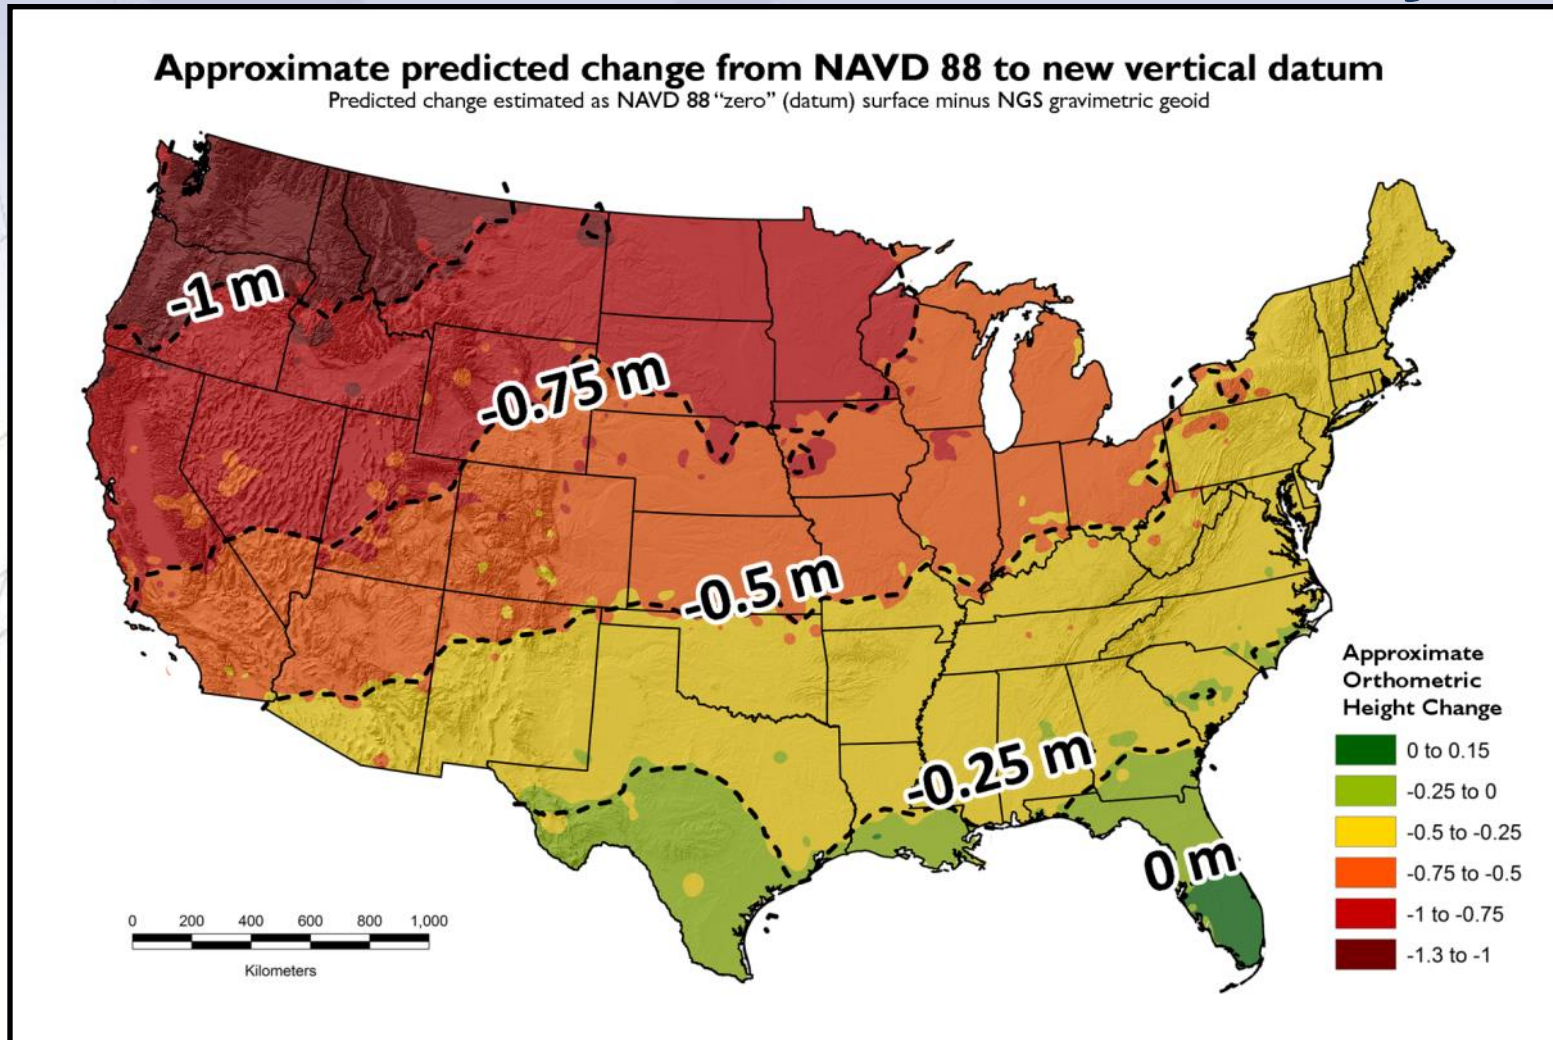 Approximate predicted change from NAVD 88 to new vertical datum
Predicted change estimated as NAVD 88 “zero” (datum) surface minus NGS gravimetric geoid
-1 m
-0.75 m
-0.5 m
-0.25 m
0 m
Approximate
Orthometric
Height Change
0 to 0.15
-0.25 to 0
-0.5 to -0.25
-0.75 to -0.5
-1 to -0.75
-1.3 to -1
0 200 400 600 800 1,000
Kilometers